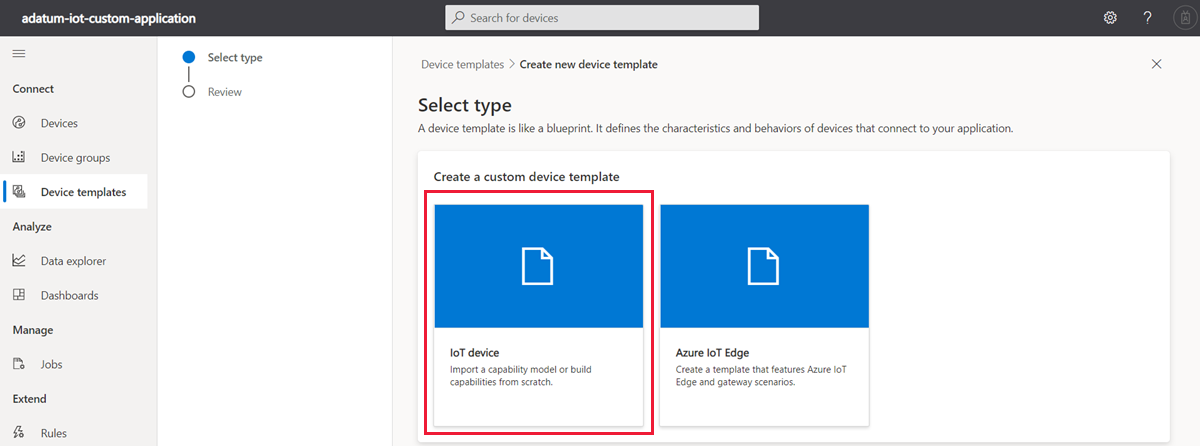 adatum-iot-custom-application
Search for devices
?
Connect
Devices
Device groups
Device templates
Analyze
Data explorer
Dashboards
Manage
Jobs
Extend
Rules
Select type
Review
Device templates > Create new device template
Select type
A device template is like a blueprint. It defines the characteristics and behaviors of devices that connect to your application.
Create a custom device template
IoT device
Import a capability model or build
capabilities from scratch.
Azure IoT Edge
Create a template that features Azure IoT
Edge and gateway scenarios.